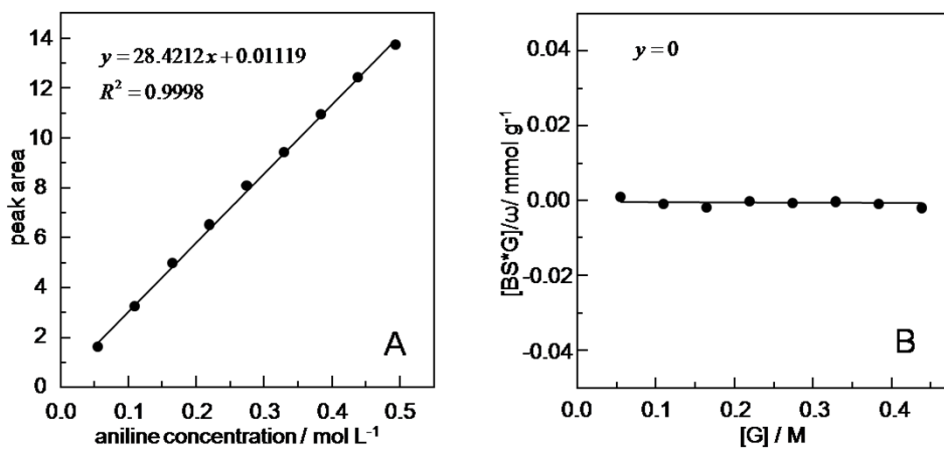 14
12
10
8
6
4
2
0
peak area
y = 28.4212x + 0.01119
R² = 0.9998
A
0.0 0.1 0.2 0.3 0.4 0.5
aniline concentration / mol L⁻¹
0.04
0.02
0.00
-0.02
-0.04
[BS*G]/ω/ mmol g⁻¹
y = 0
B
0.0 0.1 0.2 0.3 0.4
[G] / M